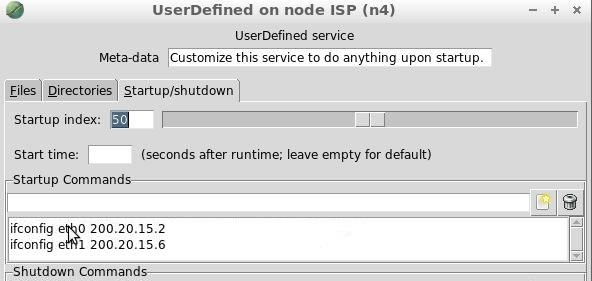 UserDefined on node ISP (n4)
UserDefined service
Meta-data Customize this service to do anything upon startup.
Files Directories Startup/shutdown
Startup index: 50
Start time: (seconds after runtime; leave empty for default)
Startup Commands
ifconfig eth0 200.20.15.2
ifconfig eth1 200.20.15.6
Shutdown Commands